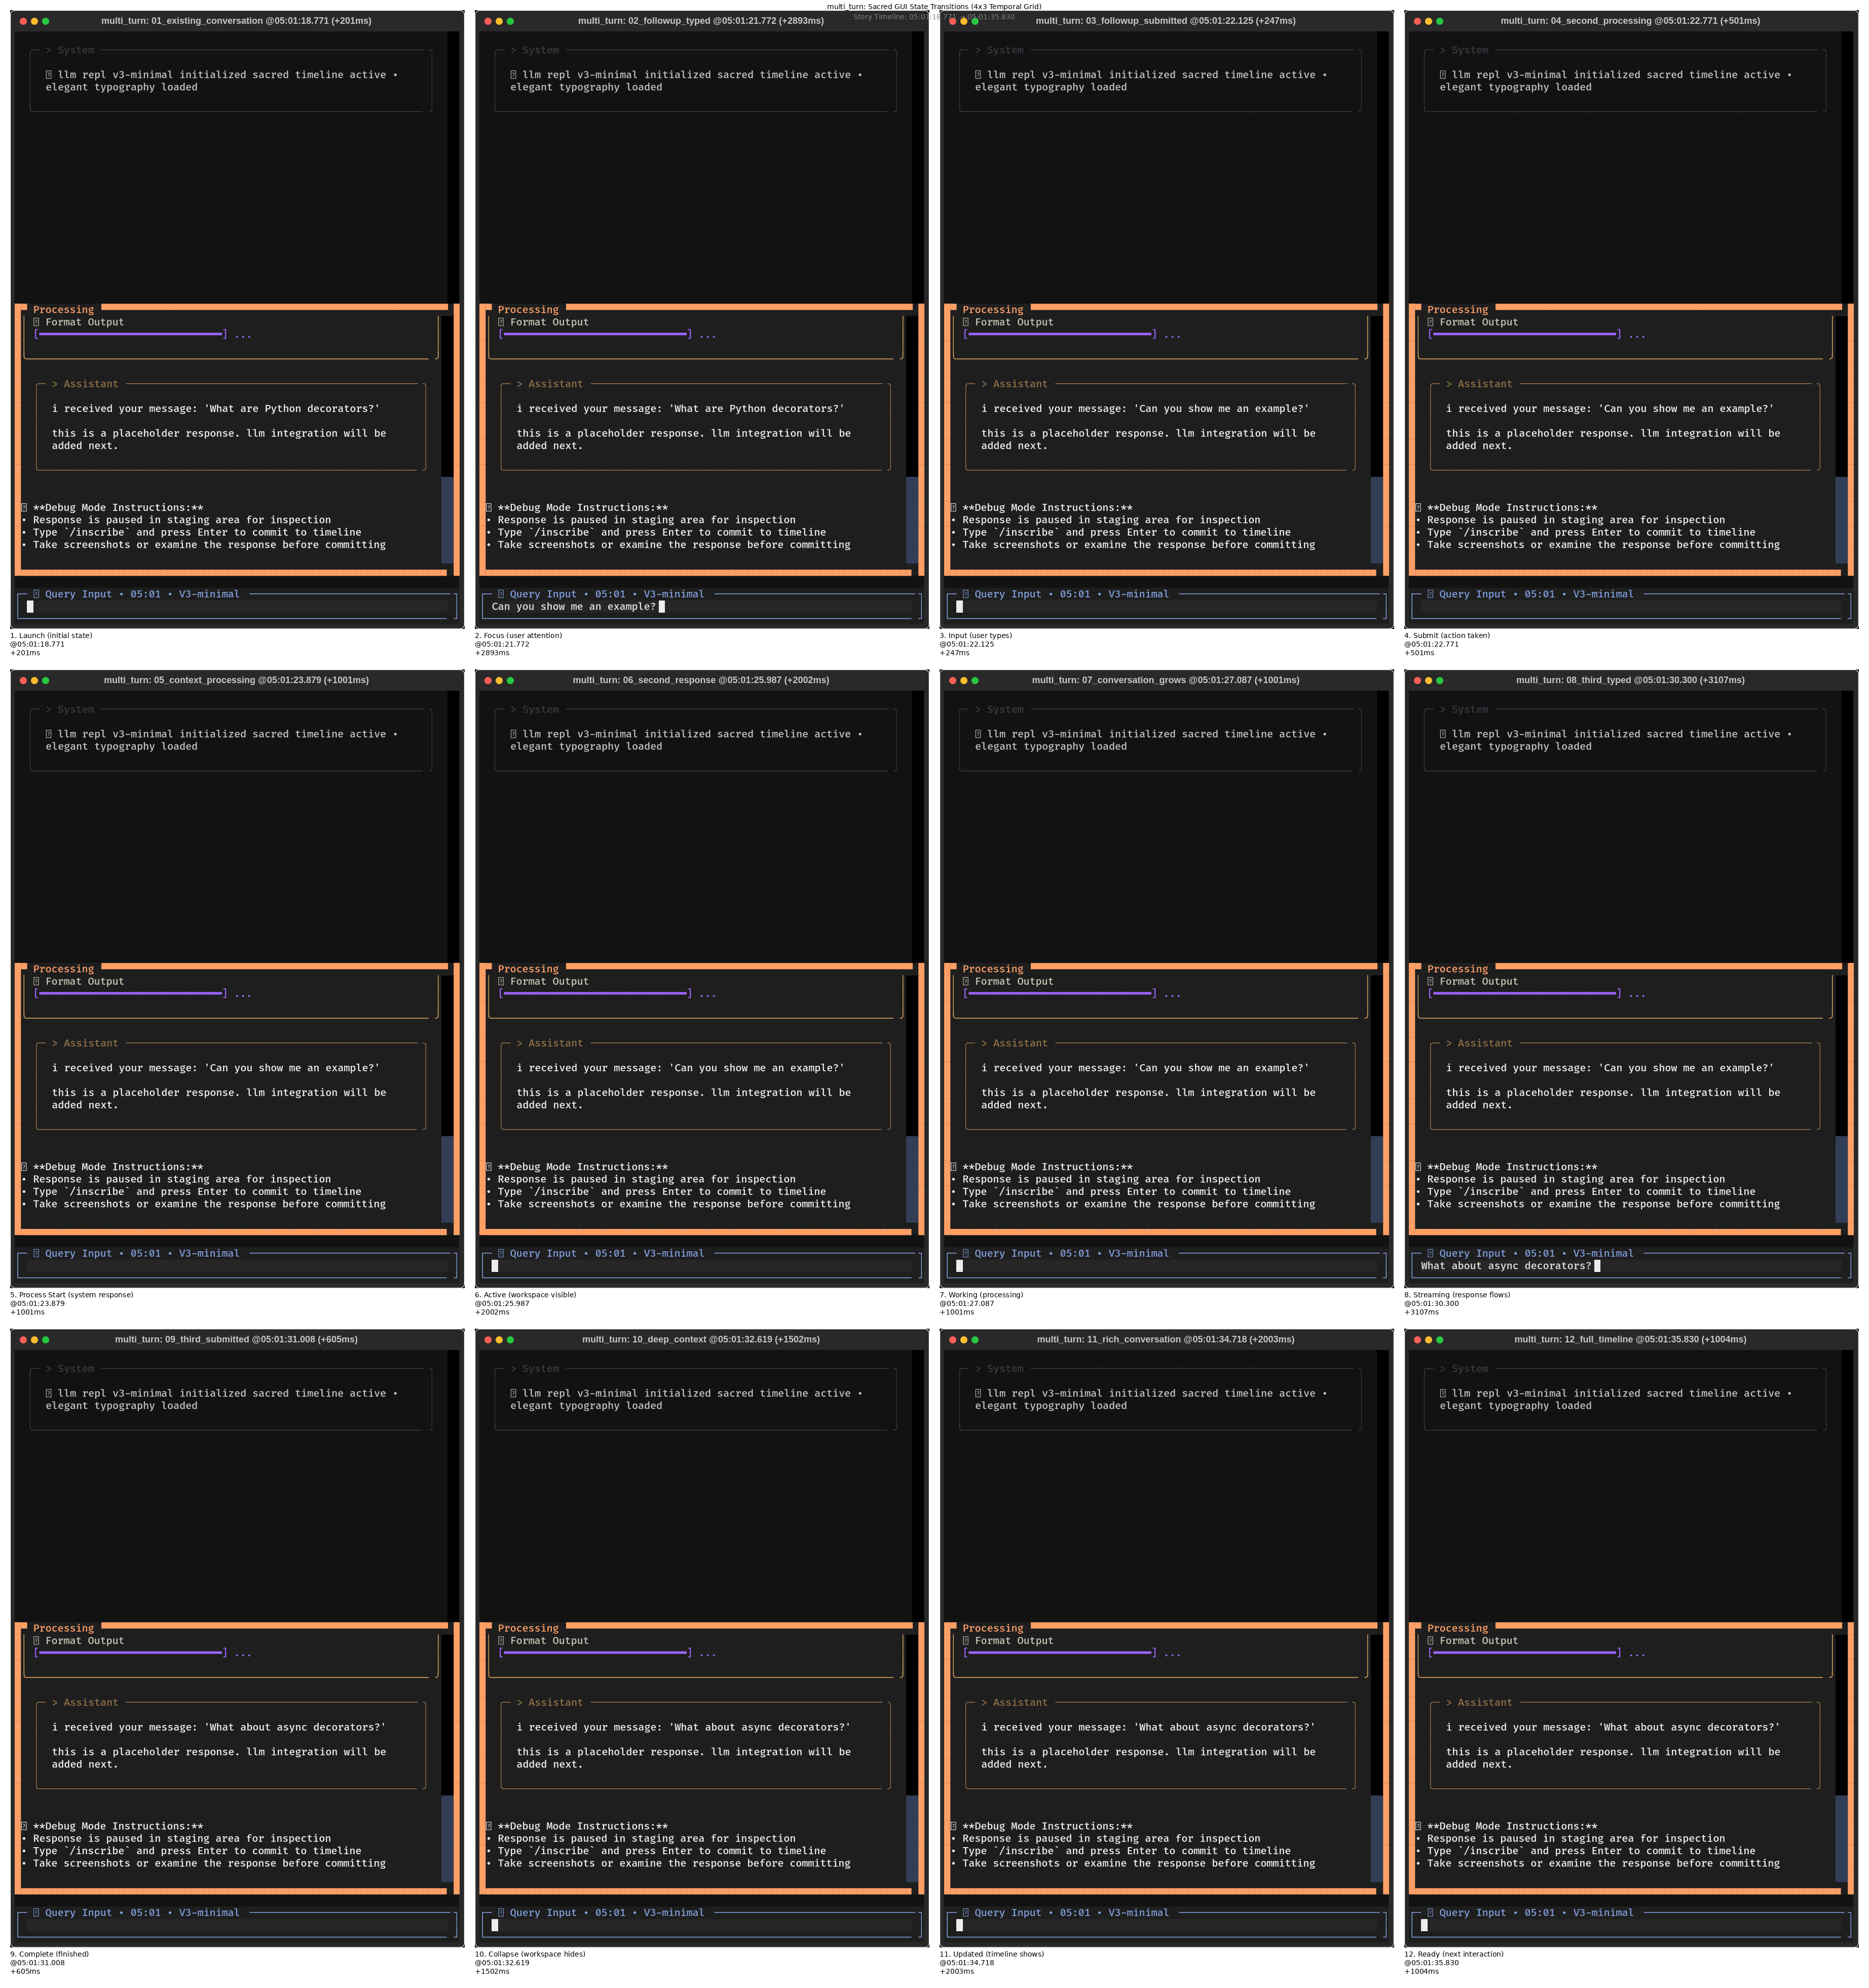 multi_turn: Sacred GUI State Transitions (4x3 Temporal Grid)
Story Timeline: 05:01:18.771 → 05:01:35.830
multi_turn: 01_existing_conversation @05:01:18.771 (+201ms)
> System
llm repl v3-minimal initialized sacred timeline active •
elegant typography loaded
Processing
Format Output
[━━━━━━━━━━━━━━━━━━━━━━━━━━━━━━] ...
> Assistant
i received your message: 'What are Python decorators?'
this is a placeholder response. llm integration will be
added next.
**Debug Mode Instructions:**
• Response is paused in staging area for inspection
• Type `/inscribe` and press Enter to commit to timeline
• Take screenshots or examine the response before committing
Query Input • 05:01 • V3-minimal
1. Launch (initial state)
@05:01:18.771
+201ms
multi_turn: 02_followup_typed @05:01:21.772 (+2893ms)
> System
llm repl v3-minimal initialized sacred timeline active •
elegant typography loaded
Processing
Format Output
[━━━━━━━━━━━━━━━━━━━━━━━━━━━━━━] ...
> Assistant
i received your message: 'What are Python decorators?'
this is a placeholder response. llm integration will be
added next.
**Debug Mode Instructions:**
• Response is paused in staging area for inspection
• Type `/inscribe` and press Enter to commit to timeline
• Take screenshots or examine the response before committing
Query Input • 05:01 • V3-minimal
Can you show me an example?
2. Focus (user attention)
@05:01:21.772
+2893ms
multi_turn: 03_followup_submitted @05:01:22.125 (+247ms)
> System
llm repl v3-minimal initialized sacred timeline active •
elegant typography loaded
Processing
Format Output
[━━━━━━━━━━━━━━━━━━━━━━━━━━━━━━] ...
> Assistant
i received your message: 'Can you show me an example?'
this is a placeholder response. llm integration will be
added next.
**Debug Mode Instructions:**
• Response is paused in staging area for inspection
• Type `/inscribe` and press Enter to commit to timeline
• Take screenshots or examine the response before committing
Query Input • 05:01 • V3-minimal
3. Input (user types)
@05:01:22.125
+247ms
multi_turn: 04_second_processing @05:01:22.771 (+501ms)
> System
llm repl v3-minimal initialized sacred timeline active •
elegant typography loaded
Processing
Format Output
[━━━━━━━━━━━━━━━━━━━━━━━━━━━━━━] ...
> Assistant
i received your message: 'Can you show me an example?'
this is a placeholder response. llm integration will be
added next.
**Debug Mode Instructions:**
• Response is paused in staging area for inspection
• Type `/inscribe` and press Enter to commit to timeline
• Take screenshots or examine the response before committing
Query Input • 05:01 • V3-minimal
4. Submit (action taken)
@05:01:22.771
+501ms
multi_turn: 05_context_processing @05:01:23.879 (+1001ms)
> System
llm repl v3-minimal initialized sacred timeline active •
elegant typography loaded
Processing
Format Output
[━━━━━━━━━━━━━━━━━━━━━━━━━━━━━━] ...
> Assistant
i received your message: 'Can you show me an example?'
this is a placeholder response. llm integration will be
added next.
**Debug Mode Instructions:**
• Response is paused in staging area for inspection
• Type `/inscribe` and press Enter to commit to timeline
• Take screenshots or examine the response before committing
Query Input • 05:01 • V3-minimal
5. Process Start (system response)
@05:01:23.879
+1001ms
multi_turn: 06_second_response @05:01:25.987 (+2002ms)
> System
llm repl v3-minimal initialized sacred timeline active •
elegant typography loaded
Processing
Format Output
[━━━━━━━━━━━━━━━━━━━━━━━━━━━━━━] ...
> Assistant
i received your message: 'Can you show me an example?'
this is a placeholder response. llm integration will be
added next.
**Debug Mode Instructions:**
• Response is paused in staging area for inspection
• Type `/inscribe` and press Enter to commit to timeline
• Take screenshots or examine the response before committing
Query Input • 05:01 • V3-minimal
6. Active (workspace visible)
@05:01:25.987
+2002ms
multi_turn: 07_conversation_grows @05:01:27.087 (+1001ms)
> System
llm repl v3-minimal initialized sacred timeline active •
elegant typography loaded
Processing
Format Output
[━━━━━━━━━━━━━━━━━━━━━━━━━━━━━━] ...
> Assistant
i received your message: 'Can you show me an example?'
this is a placeholder response. llm integration will be
added next.
**Debug Mode Instructions:**
• Response is paused in staging area for inspection
• Type `/inscribe` and press Enter to commit to timeline
• Take screenshots or examine the response before committing
Query Input • 05:01 • V3-minimal
7. Working (processing)
@05:01:27.087
+1001ms
multi_turn: 08_third_typed @05:01:30.300 (+3107ms)
> System
llm repl v3-minimal initialized sacred timeline active •
elegant typography loaded
Processing
Format Output
[━━━━━━━━━━━━━━━━━━━━━━━━━━━━━━] ...
> Assistant
i received your message: 'Can you show me an example?'
this is a placeholder response. llm integration will be
added next.
**Debug Mode Instructions:**
• Response is paused in staging area for inspection
• Type `/inscribe` and press Enter to commit to timeline
• Take screenshots or examine the response before committing
Query Input • 05:01 • V3-minimal
What about async decorators?
8. Streaming (response flows)
@05:01:30.300
+3107ms
multi_turn: 09_third_submitted @05:01:31.008 (+605ms)
> System
llm repl v3-minimal initialized sacred timeline active •
elegant typography loaded
Processing
Format Output
[━━━━━━━━━━━━━━━━━━━━━━━━━━━━━━] ...
> Assistant
i received your message: 'What about async decorators?'
this is a placeholder response. llm integration will be
added next.
**Debug Mode Instructions:**
• Response is paused in staging area for inspection
• Type `/inscribe` and press Enter to commit to timeline
• Take screenshots or examine the response before committing
Query Input • 05:01 • V3-minimal
9. Complete (finished)
@05:01:31.008
+605ms
multi_turn: 10_deep_context @05:01:32.619 (+1502ms)
> System
llm repl v3-minimal initialized sacred timeline active •
elegant typography loaded
Processing
Format Output
[━━━━━━━━━━━━━━━━━━━━━━━━━━━━━━] ...
> Assistant
i received your message: 'What about async decorators?'
this is a placeholder response. llm integration will be
added next.
**Debug Mode Instructions:**
• Response is paused in staging area for inspection
• Type `/inscribe` and press Enter to commit to timeline
• Take screenshots or examine the response before committing
Query Input • 05:01 • V3-minimal
10. Collapse (workspace hides)
@05:01:32.619
+1502ms
multi_turn: 11_rich_conversation @05:01:34.718 (+2003ms)
> System
llm repl v3-minimal initialized sacred timeline active •
elegant typography loaded
Processing
Format Output
[━━━━━━━━━━━━━━━━━━━━━━━━━━━━━━] ...
> Assistant
i received your message: 'What about async decorators?'
this is a placeholder response. llm integration will be
added next.
**Debug Mode Instructions:**
• Response is paused in staging area for inspection
• Type `/inscribe` and press Enter to commit to timeline
• Take screenshots or examine the response before committing
Query Input • 05:01 • V3-minimal
11. Updated (timeline shows)
@05:01:34.718
+2003ms
multi_turn: 12_full_timeline @05:01:35.830 (+1004ms)
> System
llm repl v3-minimal initialized sacred timeline active •
elegant typography loaded
Processing
Format Output
[━━━━━━━━━━━━━━━━━━━━━━━━━━━━━━] ...
> Assistant
i received your message: 'What about async decorators?'
this is a placeholder response. llm integration will be
added next.
**Debug Mode Instructions:**
• Response is paused in staging area for inspection
• Type `/inscribe` and press Enter to commit to timeline
• Take screenshots or examine the response before committing
Query Input • 05:01 • V3-minimal
12. Ready (next interaction)
@05:01:35.830
+1004ms